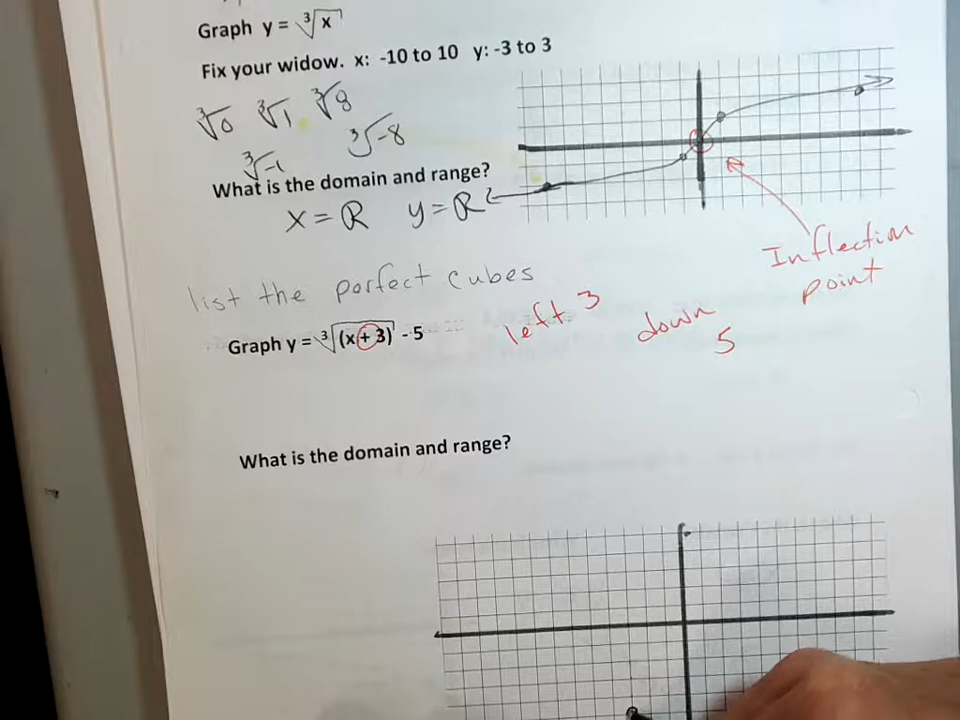 Graph y = ∛x
Fix your widow. x: -10 to 10 y: -3 to 3
∛0 ∛1 ∛8
∛-1 ∛-8
What is the domain and range?
x = ℝ y = ℝ
Inflection
point
list the perfect cubes
Graph y = ∛(x + 3) - 5
left 3 down
5
What is the domain and range?